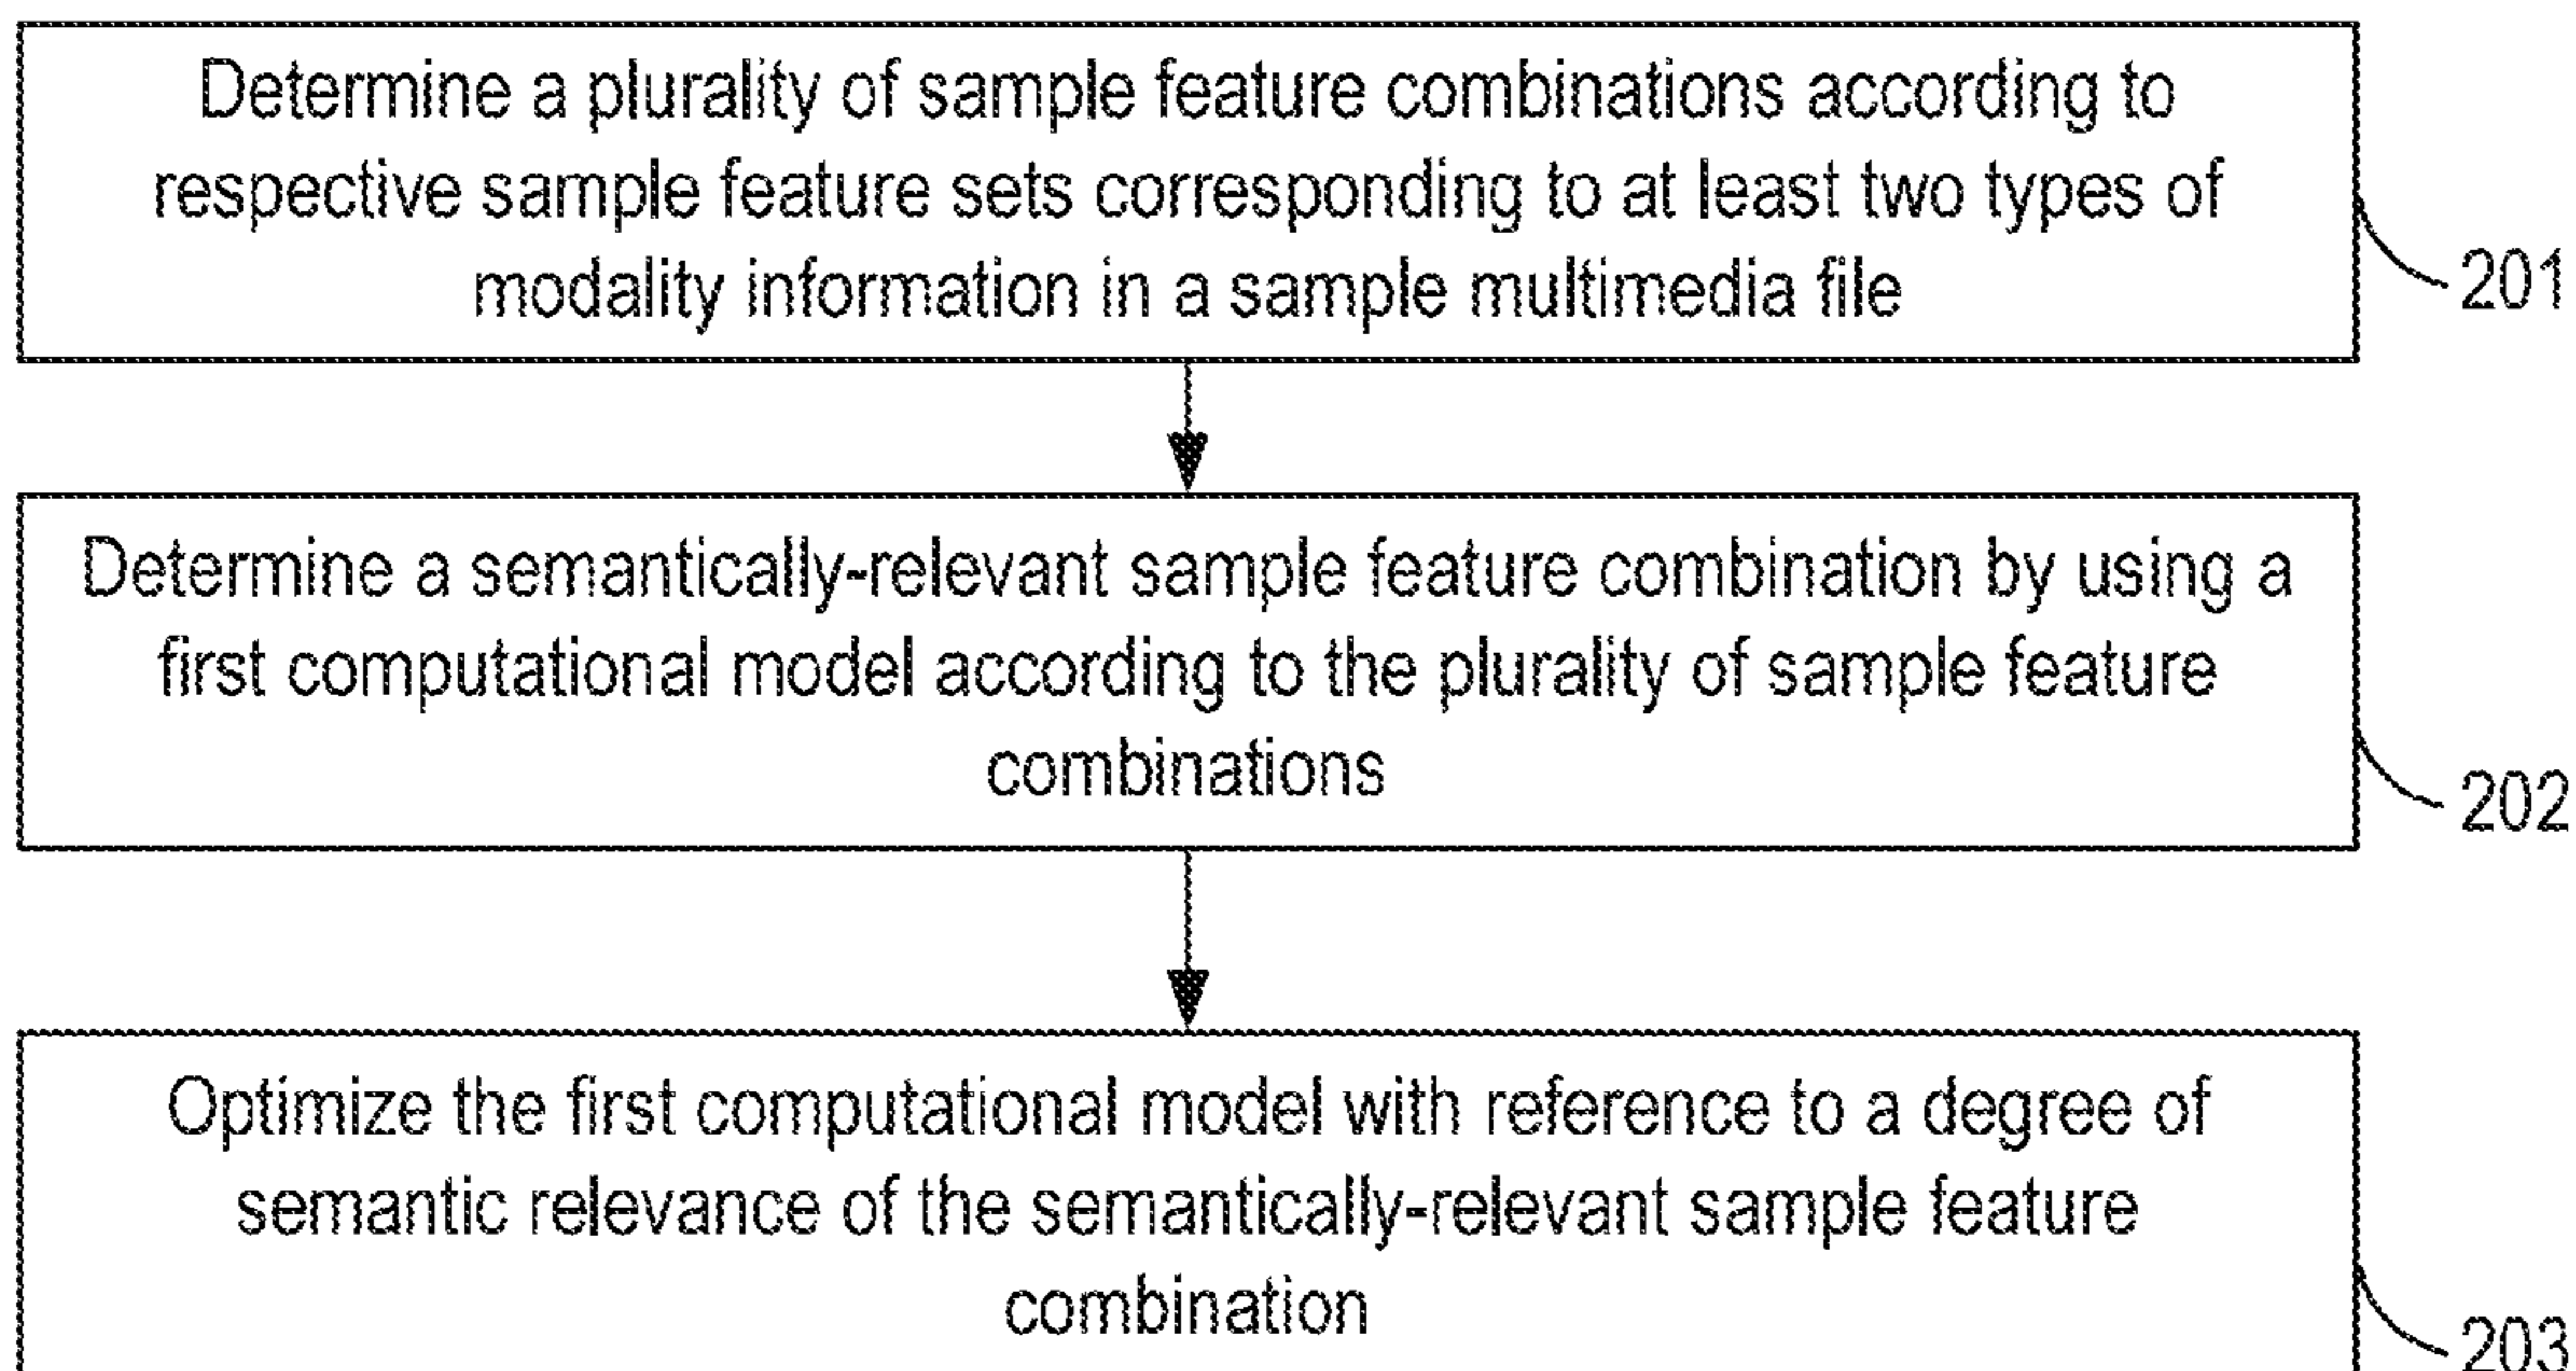 Determine a plurality of sample feature combinations according to
respective sample feature sets corresponding to at least two types of
modality information in a sample multimedia file
201
Determine a semantically-relevant sample feature combination by using a
first computational model according to the plurality of sample feature
combinations
202
Optimize the first computational model with reference to a degree of
semantic relevance of the semantically-relevant sample feature
combination
203